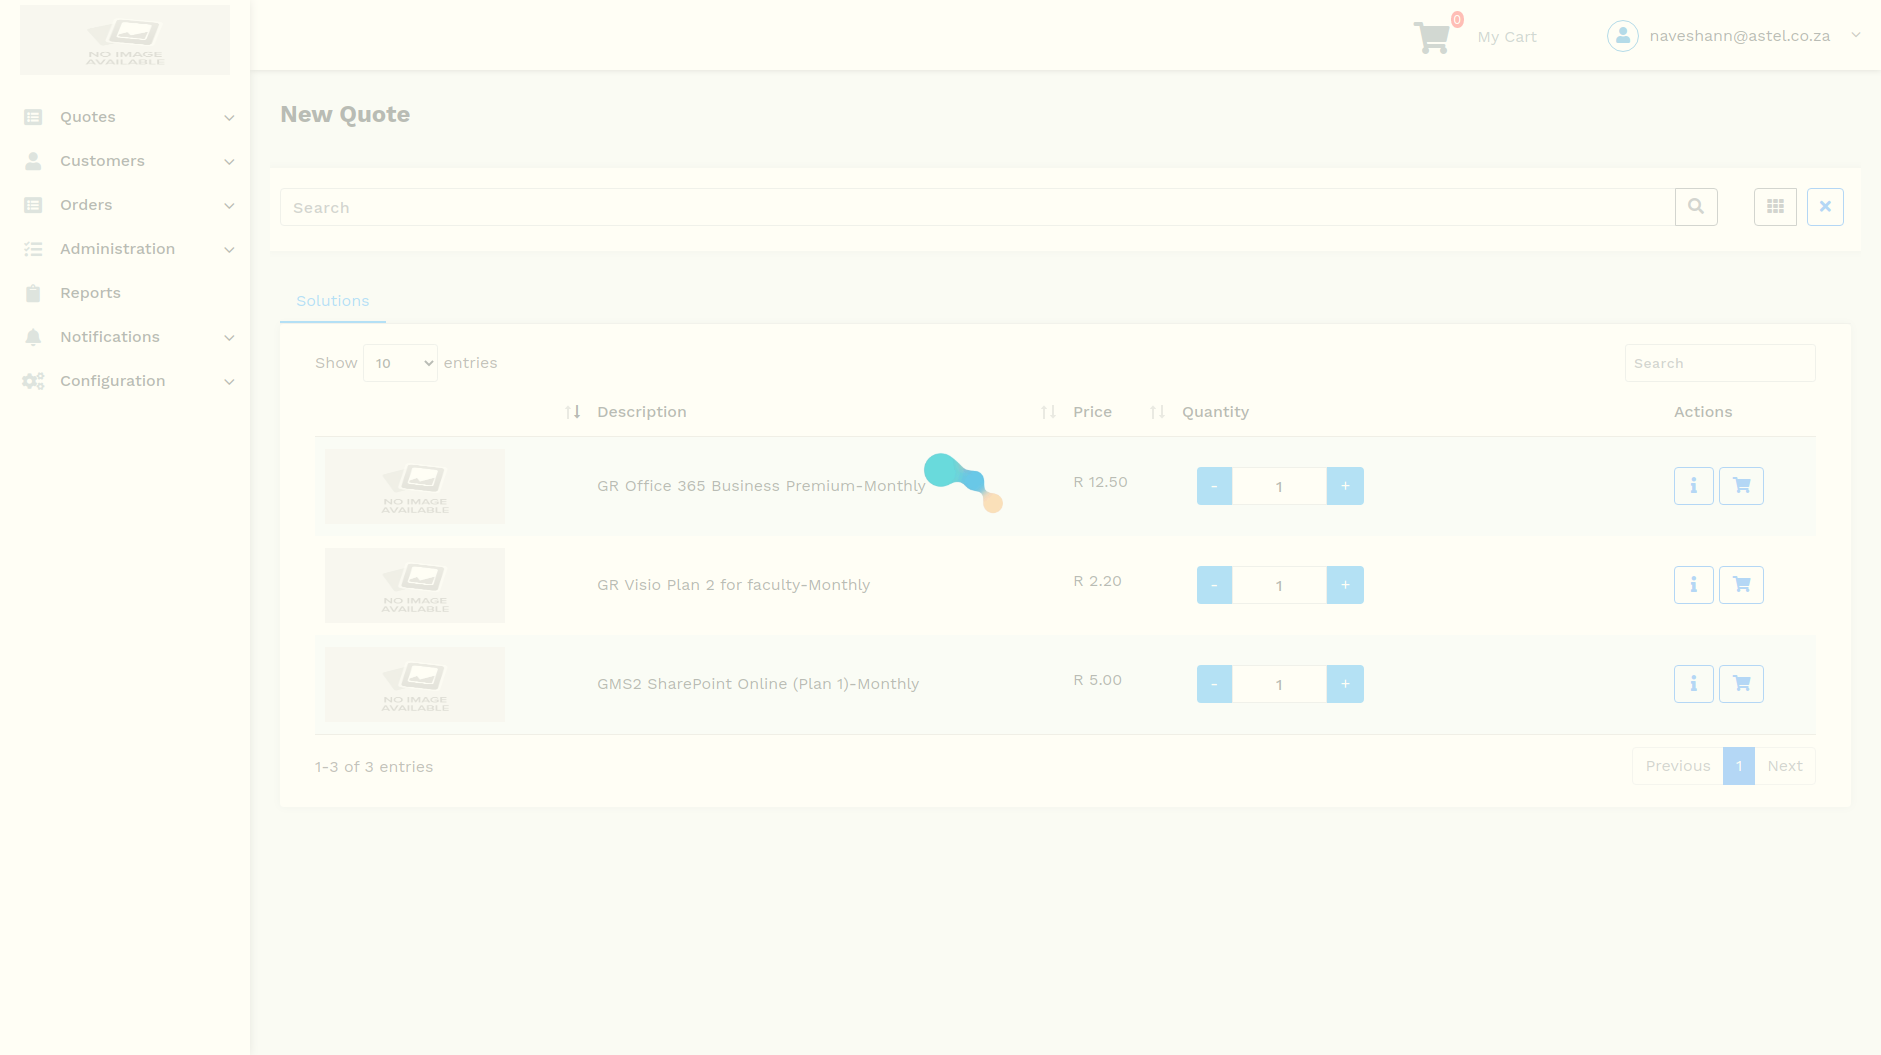 NO IMAGE
AVAILABLE
0
My Cart
naveshann@astel.co.za
Quotes
Customers
Orders
Administration
Reports
Notifications
Configuration
New Quote
Search
Solutions
Show 10 entries
Search
Description Price Quantity Actions
NO IMAGE
AVAILABLE
GR Office 365 Business Premium-Monthly R 12.50 - 1 +
NO IMAGE
AVAILABLE
GR Visio Plan 2 for faculty-Monthly R 2.20 - 1 +
NO IMAGE
AVAILABLE
GMS2 SharePoint Online (Plan 1)-Monthly R 5.00 - 1 +
1-3 of 3 entries
Previous 1 Next